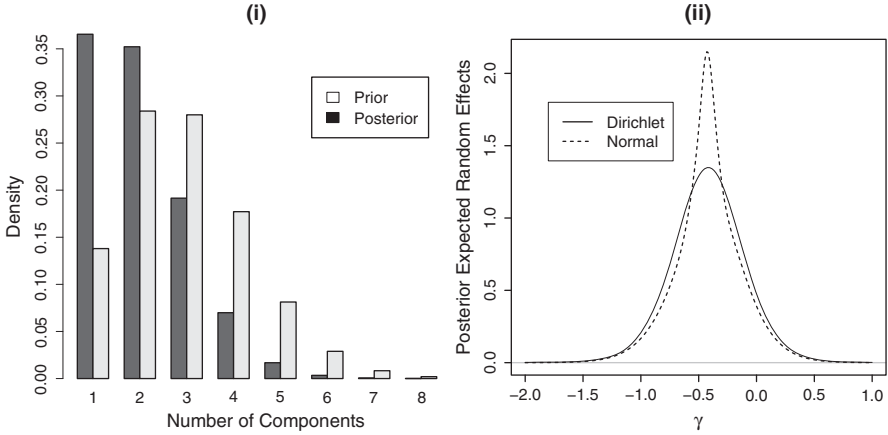 (i)
Density
0.00 0.05 0.10 0.15 0.20 0.25 0.30 0.35
Prior
Posterior
1 2 3 4 5 6 7 8
Number of Components
(ii)
Posterior Expected Random Effects
0.0 0.5 1.0 1.5 2.0
Dirichlet
Normal
−2.0 −1.5 −1.0 −0.5 0.0 0.5 1.0
γ